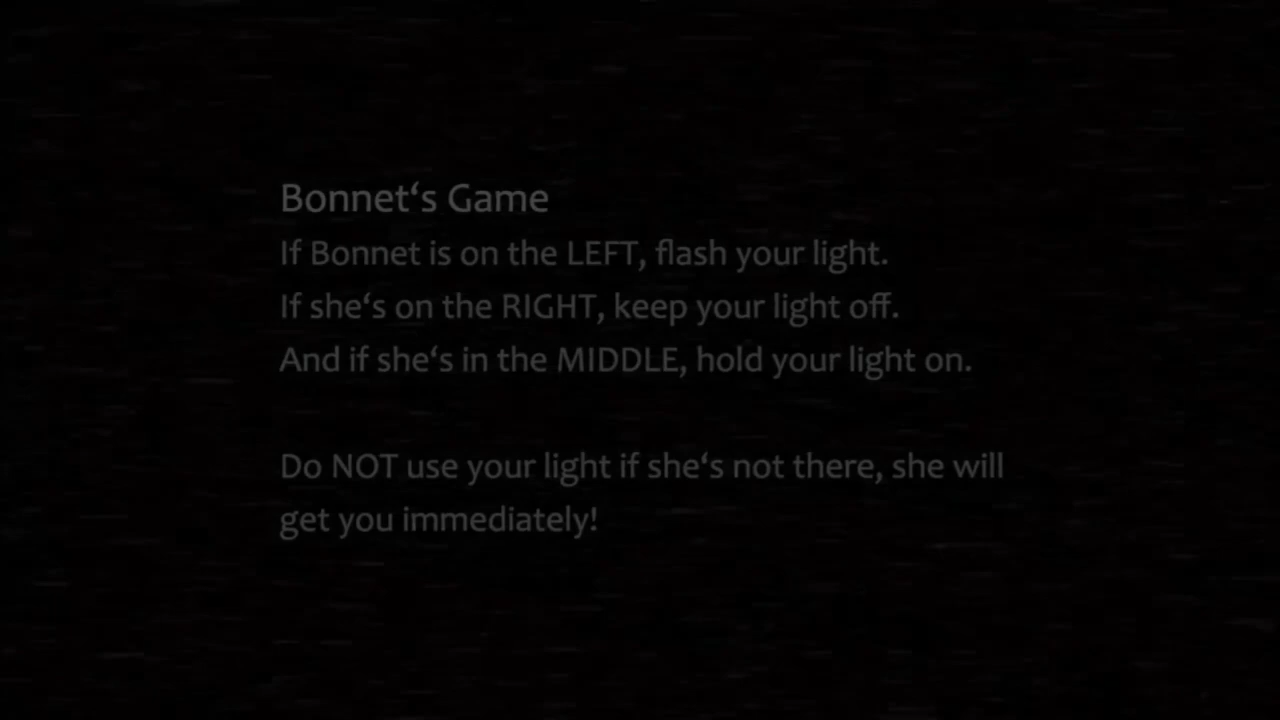 Bonnet‘s Game
If Bonnet is on the LEFT, flash your light.
If she‘s on the RIGHT, keep your light off.
And if she‘s in the MIDDLE, hold your light on.
Do NOT use your light if she‘s not there, she will
get you immediately!